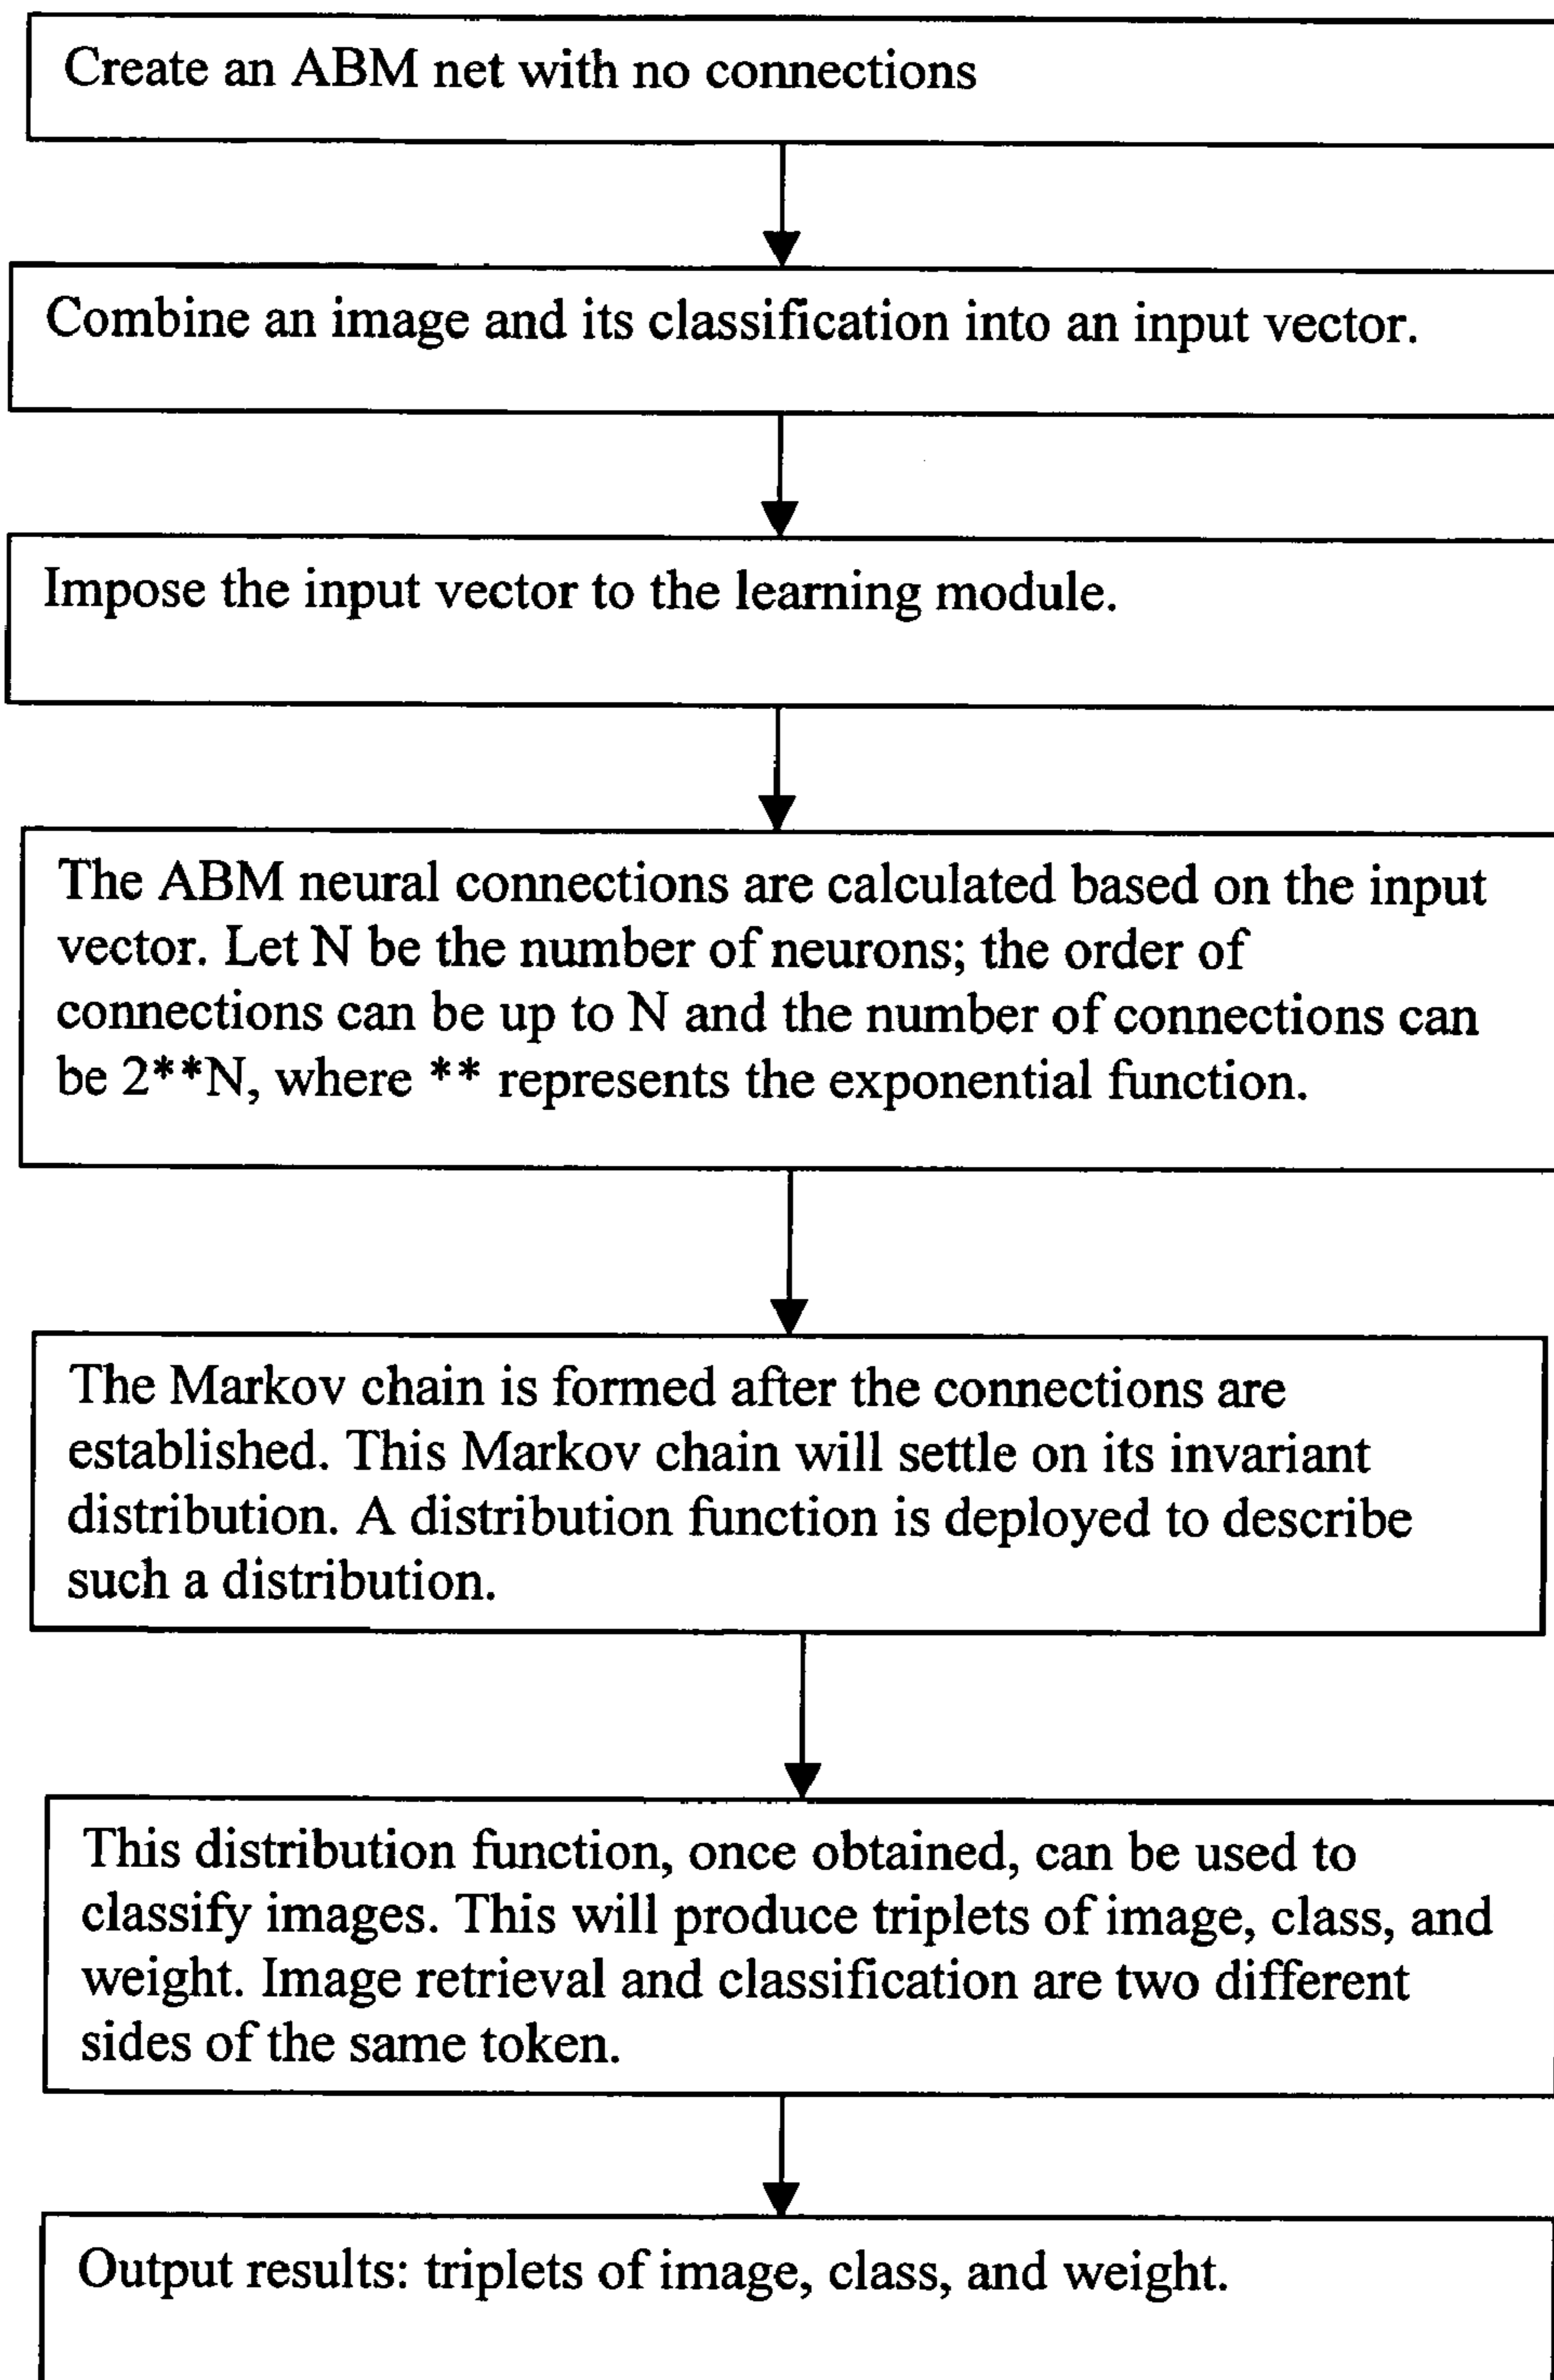 Create an ABM net with no connections
Combine an image and its classification into an input vector.
Impose the input vector to the learning module.
The ABM neural connections are calculated based on the input
vector. Let N be the number of neurons; the order of
connections can be up to N and the number of connections can
be 2**N, where ** represents the exponential function.
The Markov chain is formed after the connections are
established. This Markov chain will settle on its invariant
distribution. A distribution function is deployed to describe
such a distribution.
This distribution function, once obtained, can be used to
classify images. This will produce triplets of image, class, and
weight. Image retrieval and classification are two different
sides of the same token.
Output results: triplets of image, class, and weight.